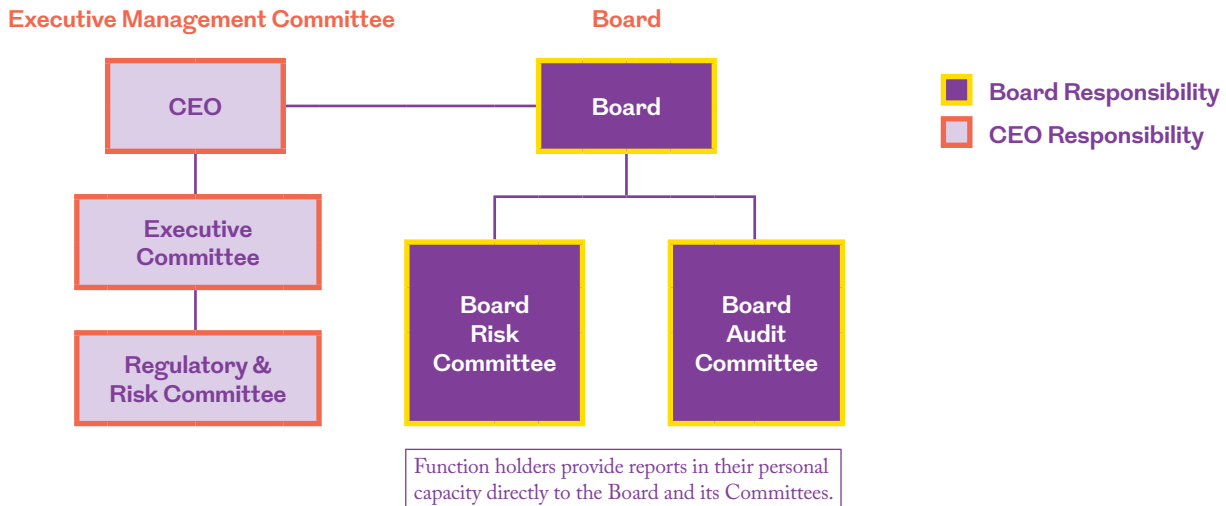 Executive Management Committee
Board
CEO
Board
Board Responsibility
CEO Responsibility
Executive
Committee
Board
Risk
Committee
Board
Audit
Committee
Regulatory &
Risk Committee
Function holders provide reports in their personal
capacity directly to the Board and its Committees.